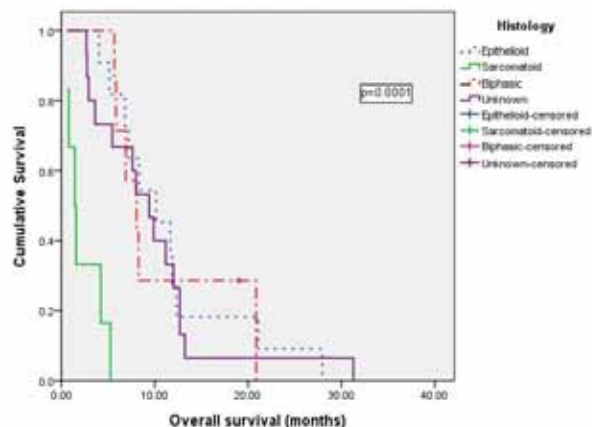 Histology
Epithelioid
Sarcomatoid
Biphasic
Unknown
Epithelioid-censored
Sarcomatoid-censored
Biphasic-censored
Unknown-censored
p=0.0001
Cumulative Survival
1.0
0.8
0.6
0.4
0.2
0.0
0.00 10.00 20.00 30.00 40.00
Overall survival (months)